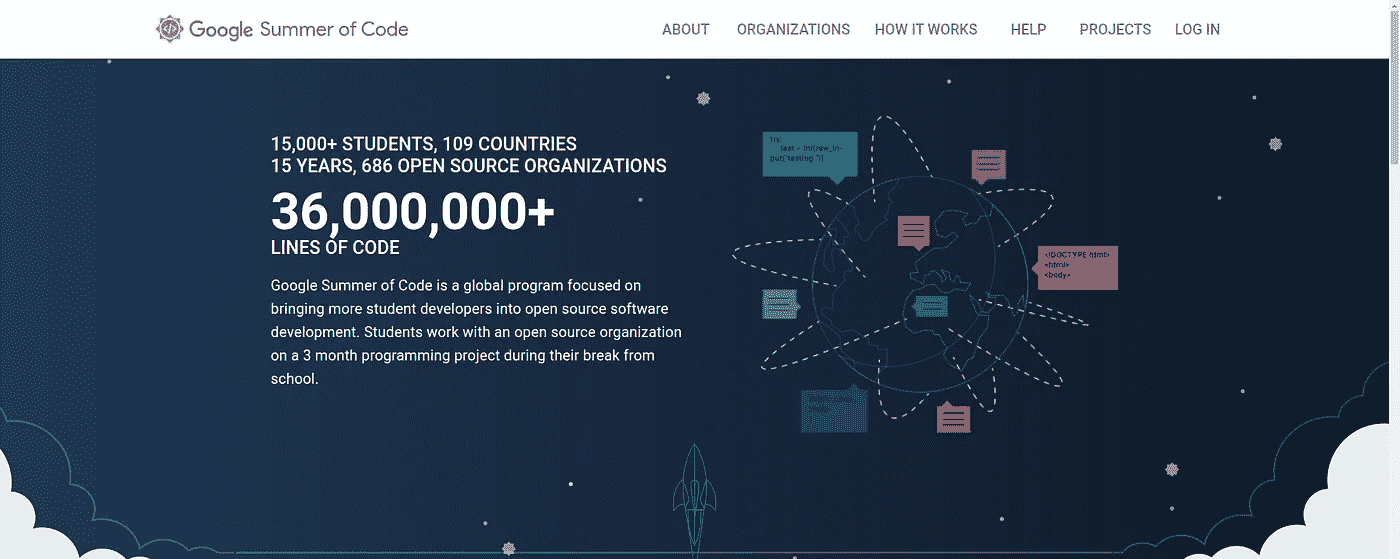 Google Summer of Code
ABOUT
ORGANIZATIONS
HOW IT WORKS
HELP
PROJECTS
LOG IN
15,000+ STUDENTS, 109 COUNTRIES
15 YEARS, 686 OPEN SOURCE ORGANIZATIONS
36,000,000+
LINES OF CODE
Google Summer of Code is a global program focused on
bringing more student developers into open source software
development. Students work with an open source organization
on a 3 month programming project during their break from
school.
try:
test = int(raw_in-
put("testing "))
<!DOCTYPE html>
<html>
<body>